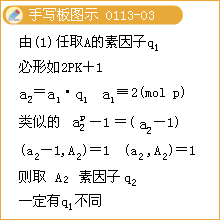 手写板图示 0113-03
由(1)任取A的素因子q₁
必形如2PK+1
a₂=a₁·q₁ a₁≡2(mol p)
类似的 a₂ᵖ-1=(a₂-1)
(a₂-1,A₂)=1 (a₂,A₂)=1
则取 A₂ 素因子q₂
一定有q₁不同